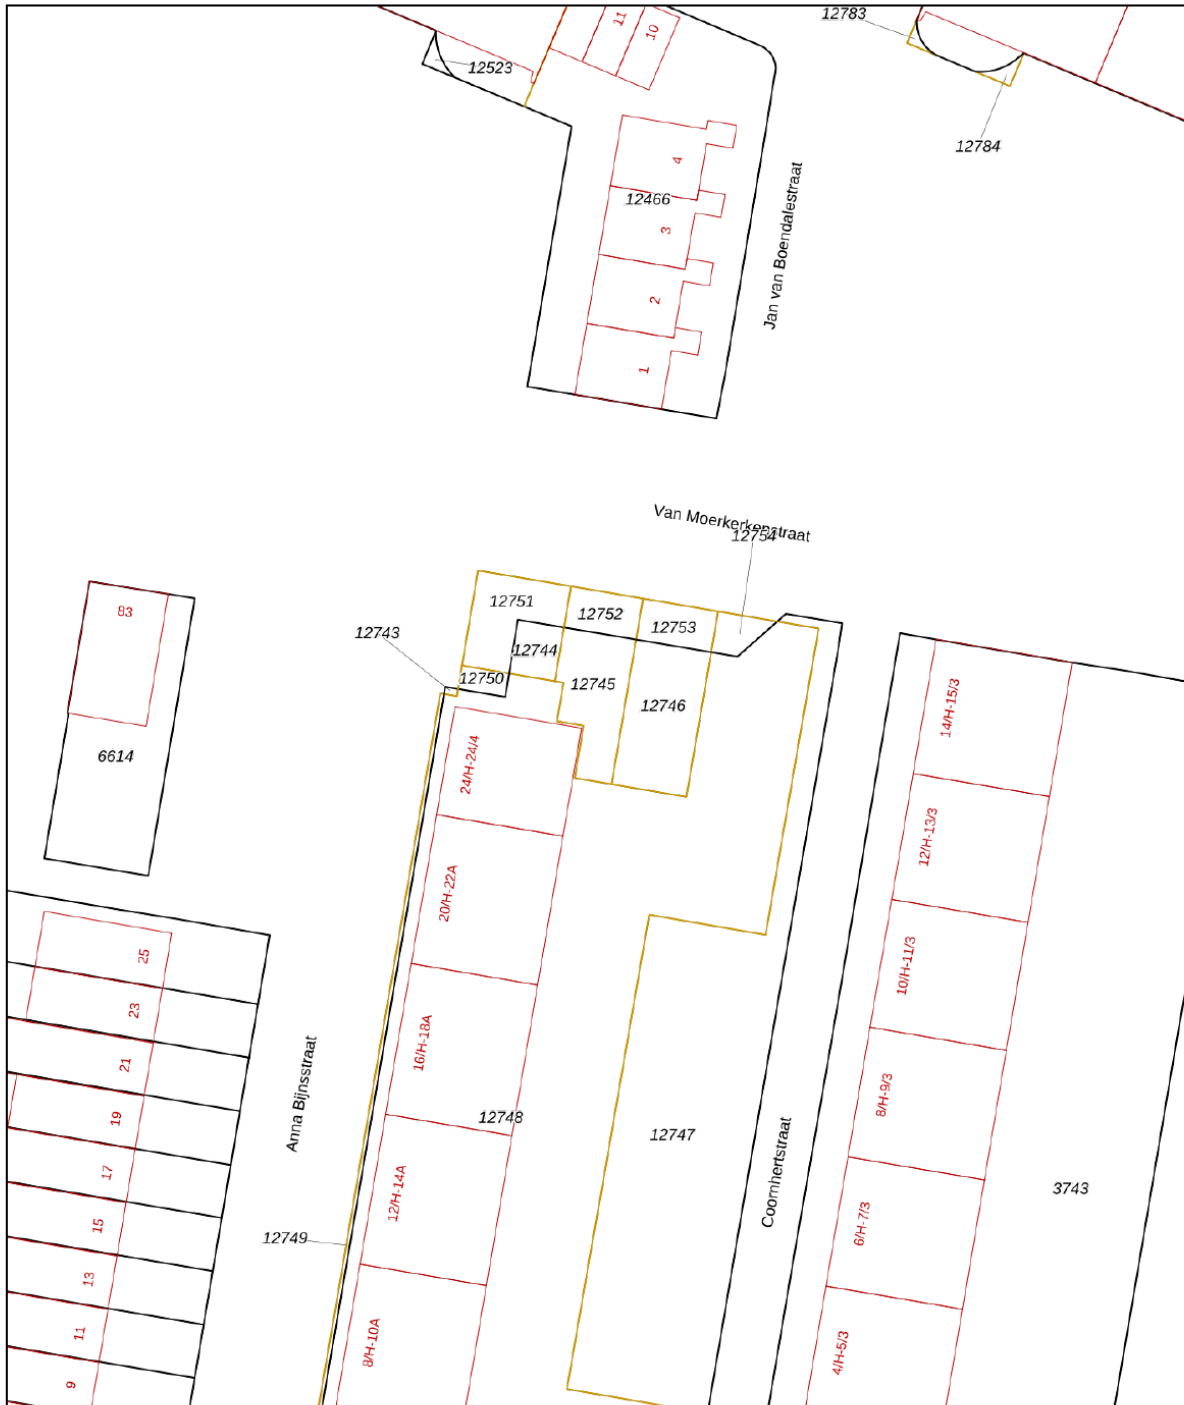 12783
11
10
12523
12784
4
12466
3
2
1
Jan van Boendalestraat
Van Moerkerkenstraat
12754
12751
12752
12753
83
12743
12744
12750
12745
12746
6614
24/H-24/4
14/H-15/3
20/H-22A
12/H-13/3
25
23
10/H-11/3
21
16/H-18A
19
Anna Bijnsstraat
8/H-9/3
12748
12747
17
12/H-14A
Coornhertstraat
3743
15
12749
6/H-7/3
13
11
8/H-10A
4/H-5/3
9